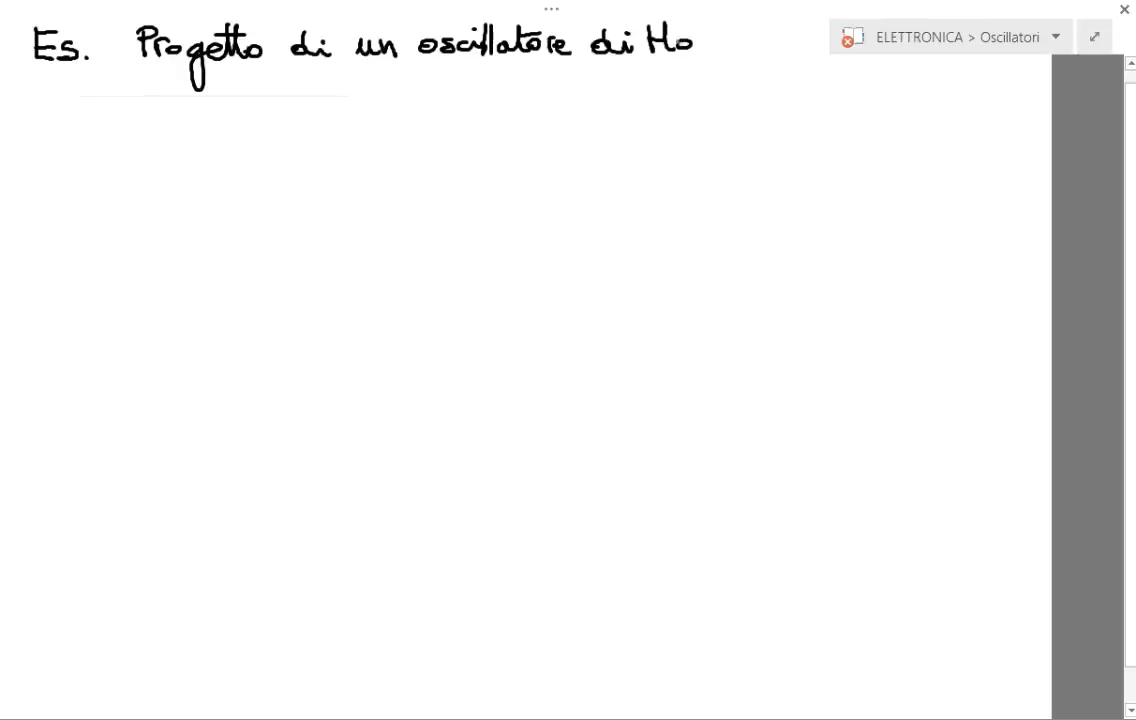 Es. Progetto di un oscillatore di Ho
ELETTRONICA > Oscillatori